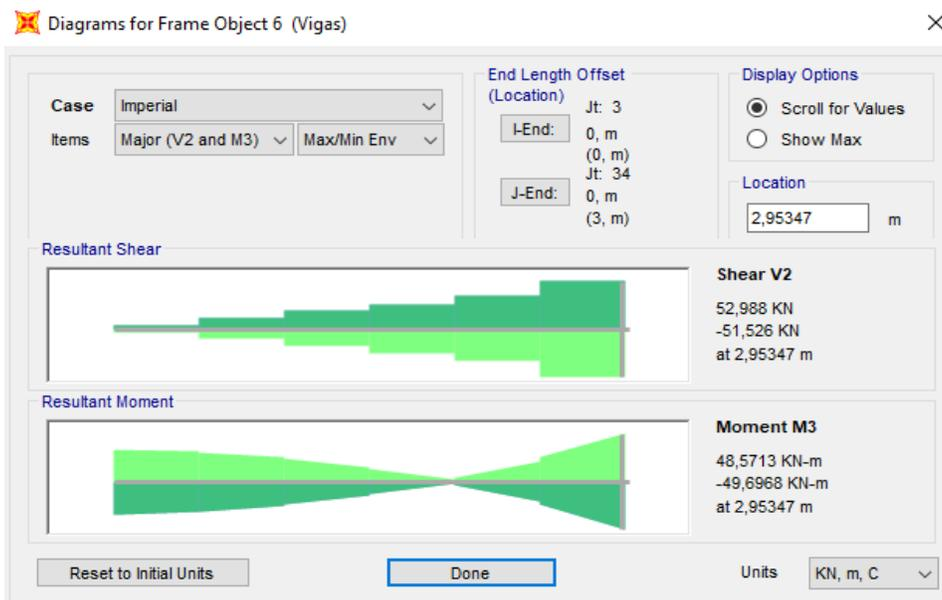 Diagrams for Frame Object 6 (Vigas)
Case Imperial
Items Major (V2 and M3) Max/Min Env
End Length Offset
(Location)
Jt: 3
I-End: 0, m
(0, m)
Jt: 34
J-End: 0, m
(3, m)
Display Options
Scroll for Values
Show Max
Location
2,95347 m
Resultant Shear
Shear V2
52,988 KN
-51,526 KN
at 2,95347 m
Resultant Moment
Moment M3
48,5713 KN-m
-49,6968 KN-m
at 2,95347 m
Reset to Initial Units Done Units KN, m, C